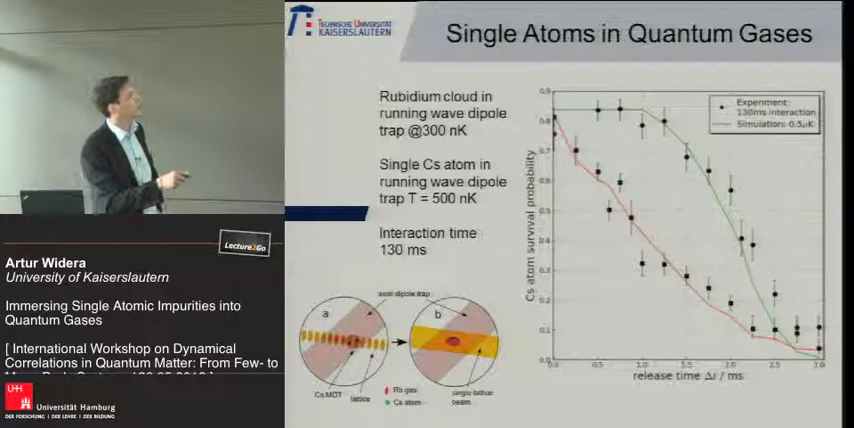 TECHNISCHE UNIVERSITÄT
KAISERSLAUTERN
Single Atoms in Quantum Gases
Rubidium cloud in
running wave dipole
trap @300 nK
Single Cs atom in
running wave dipole
trap T = 500 nK
Interaction time
130 ms
axial dipole trap
a
b
Cs MOT
lattice
Rb gas
Cs atom
single lattice
beam
Experiment:
130ms interaction
Simulation: 0.5µK
Cs atom survival probability
0.9
0.8
0.7
0.6
0.5
0.4
0.3
0.2
0.1
0.0
0.0 0.5 1.0 1.5 2.0 2.5 3.0
release time Δt / ms
Lecture2Go
Artur Widera
University of Kaiserslautern
Immersing Single Atomic Impurities into
Quantum Gases
[ International Workshop on Dynamical
Correlations in Quantum Matter: From Few- to
UH
Universität Hamburg
DER FORSCHUNG | DER LEHRE | DER BILDUNG